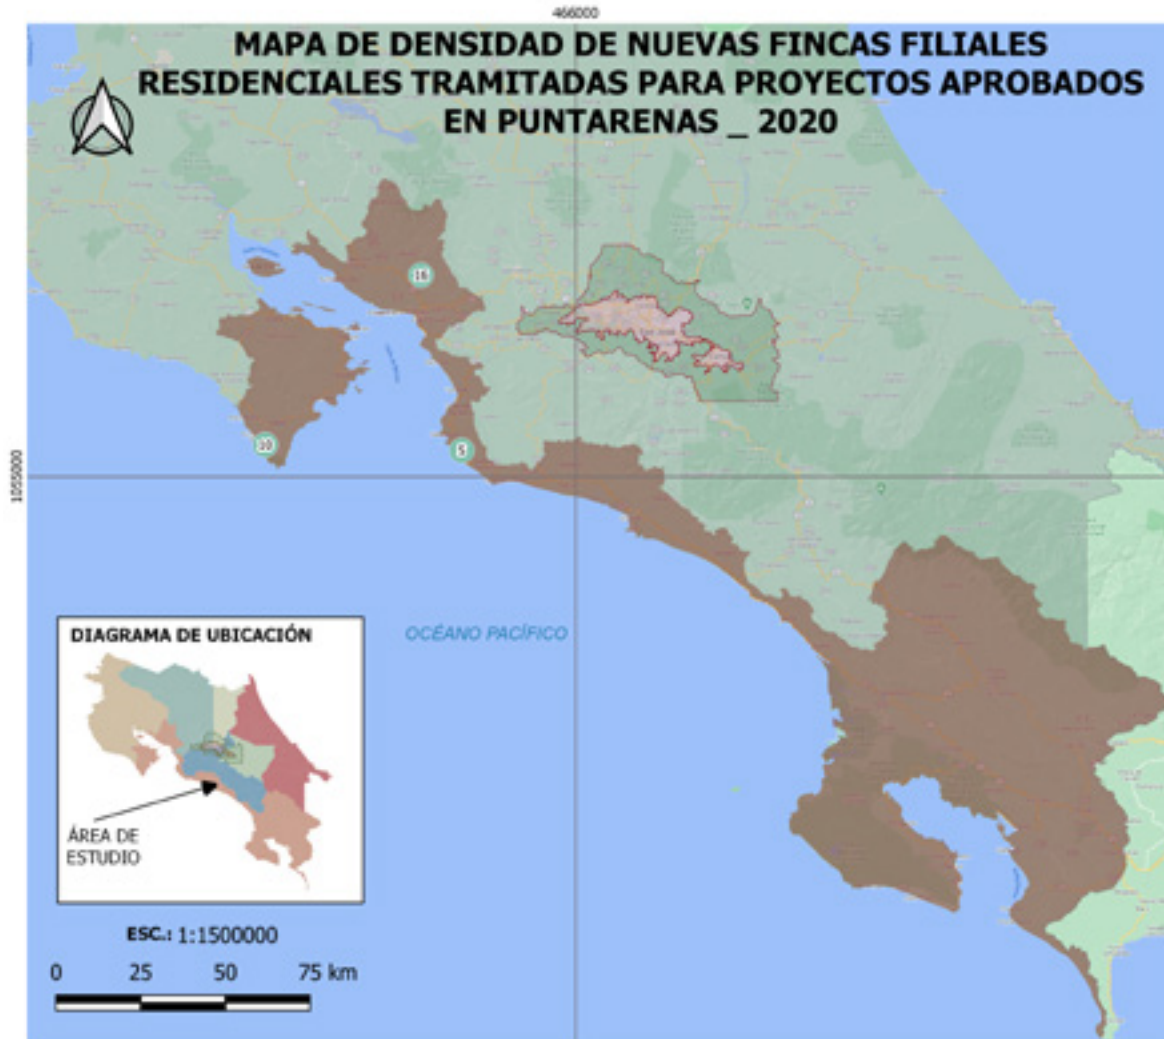 466000
MAPA DE DENSIDAD DE NUEVAS FINCAS FILIALES
RESIDENCIALES TRAMITADAS PARA PROYECTOS APROBADOS
EN PUNTARENAS _ 2020
16
10
5
1055000
OCÉANO PACÍFICO
DIAGRAMA DE UBICACIÓN
ÁREA DE
ESTUDIO
ESC.: 1:1500000
0 25 50 75 km